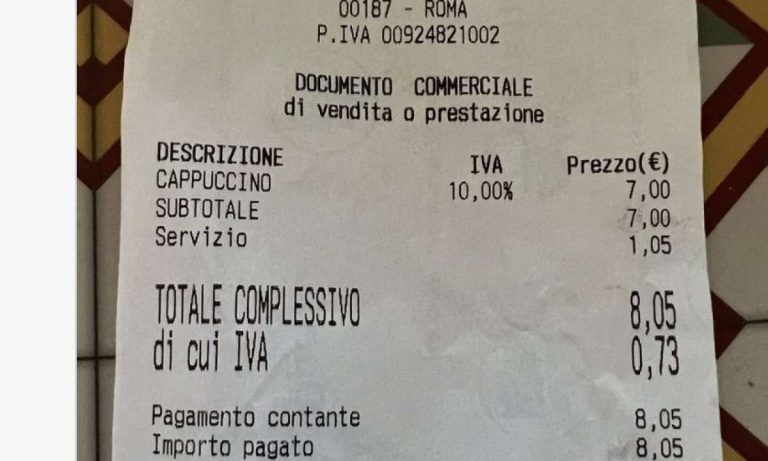 00187 - ROMA
P.IVA 00924821002
DOCUMENTO COMMERCIALE
di vendita o prestazione
DESCRIZIONE IVA Prezzo(€)
CAPPUCCINO 10,00% 7,00
SUBTOTALE 7,00
Servizio 1,05
TOTALE COMPLESSIVO 8,05
di cui IVA 0,73
Pagamento contante 8,05
Importo pagato 8,05